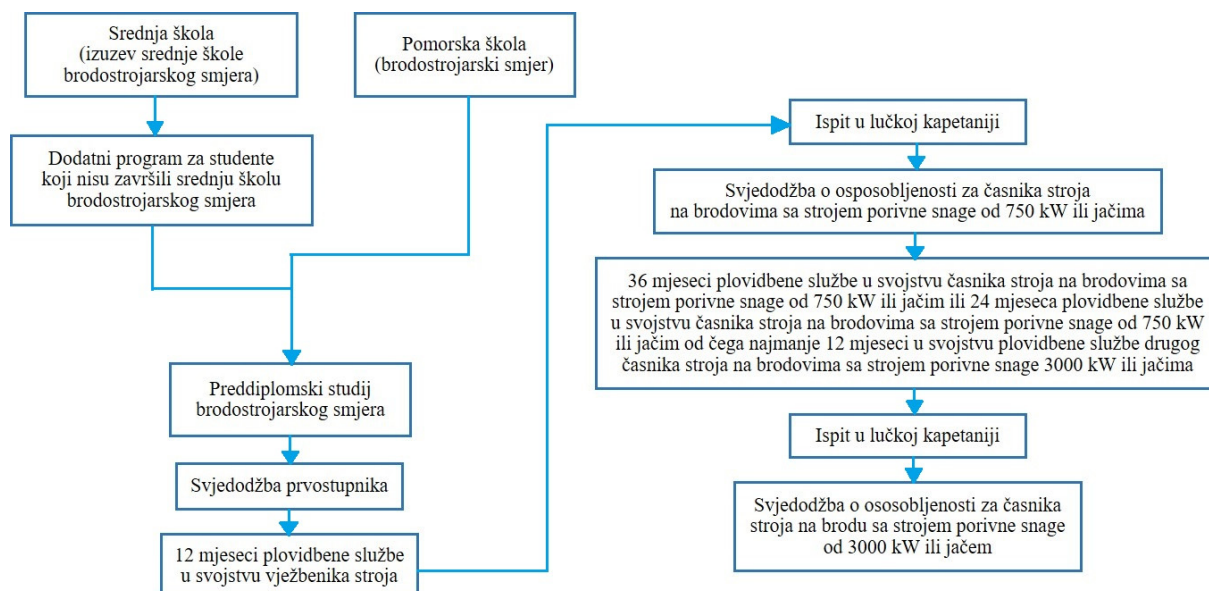 Srednja škola
(izuzev srednje škole
brodostrojarskog smjera)
Pomorska škola
(brodostrojarski smjer)
Dodatni program za studente
koji nisu završili srednju školu
brodostrojarskog smjera
Preddiplomski studij
brodostrojarskog smjera
Svjedodžba prvostupnika
12 mjeseci plovidbene službe
u svojstvu vježbenika stroja
Ispit u lučkoj kapetaniji
Svjedodžba o osposobljenosti za časnika stroja
na brodovima sa strojem porivne snage od 750 kW ili jačima
36 mjeseci plovidbene službe u svojstvu časnika stroja na brodovima sa
strojem porivne snage od 750 kW ili jačim ili 24 mjeseca plovidbene službe
u svojstvu časnika stroja na brodovima sa strojem porivne snage od 750 kW
ili jačim od čega najmanje 12 mjeseci u svojstvu plovidbene službe drugog
časnika stroja na brodovima sa strojem porivne snage 3000 kW ili jačima
Ispit u lučkoj kapetaniji
Svjedodžba o ososobljenosti za časnika
stroja na brodu sa strojem porivne snage
od 3000 kW ili jačem